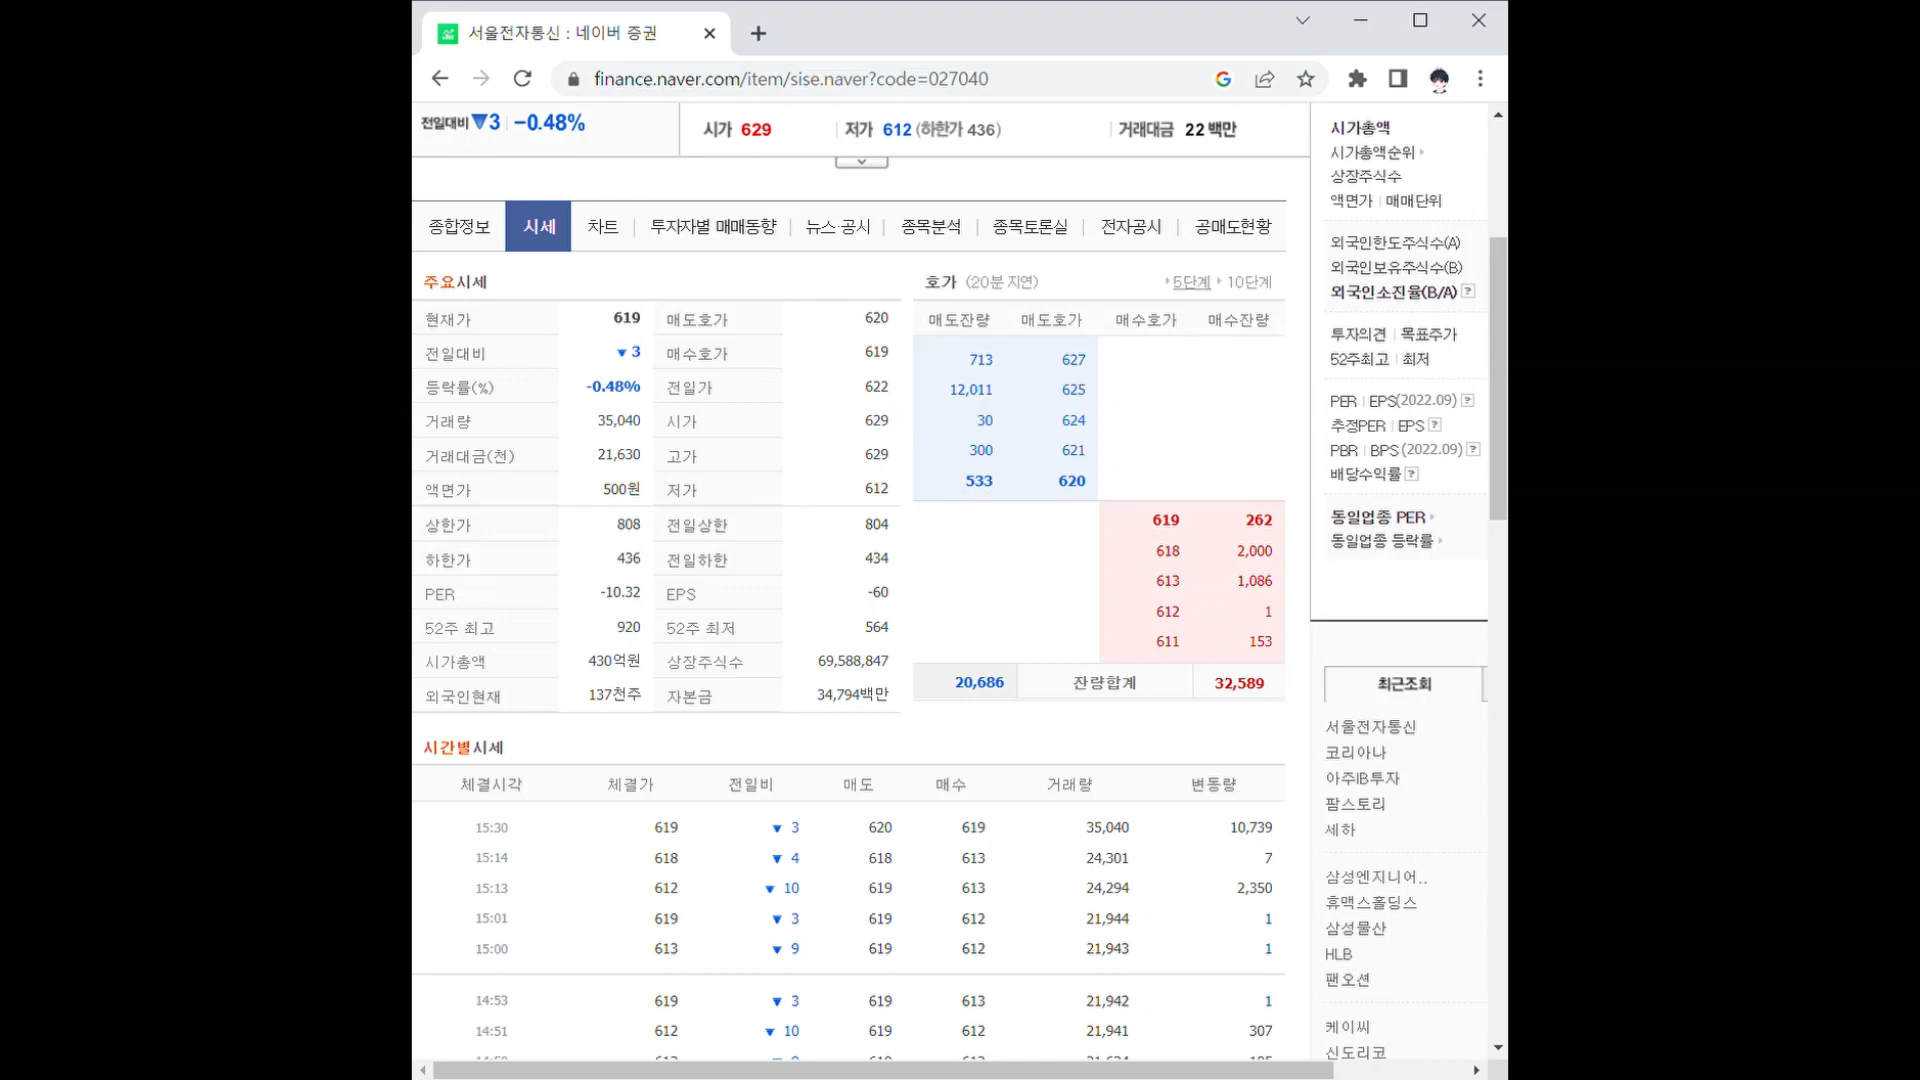 서울전자통신 : 네이버 증권
finance.naver.com/item/sise.naver?code=027040
전일대비 ▼3 -0.48% 시가 629 저가 612 (하한가 436) 거래대금 22 백만
종합정보 시세 차트 투자자별 매매동향 뉴스·공시 종목분석 종목토론실 전자공시 공매도현황
주요시세
현재가 619 매도호가 620
전일대비 ▼ 3 매수호가 619
등락률(%) -0.48% 전일가 622
거래량 35,040 시가 629
거래대금(천) 21,630 고가 629
액면가 500원 저가 612
상한가 808 전일상한 804
하한가 436 전일하한 434
PER -10.32 EPS -60
52주 최고 920 52주 최저 564
시가총액 430억원 상장주식수 69,588,847
외국인현재 137천주 자본금 34,794백만
호가 (20분 지연) 5단계 10단계
매도잔량 매도호가 매수호가 매수잔량
713 627
12,011 625
30 624
300 621
533 620
619 262
618 2,000
613 1,086
612 1
611 153
20,686 잔량합계 32,589
시간별시세
체결시각 체결가 전일비 매도 매수 거래량 변동량
15:30 619 ▼ 3 620 619 35,040 10,739
15:14 618 ▼ 4 618 613 24,301 7
15:13 612 ▼ 10 619 613 24,294 2,350
15:01 619 ▼ 3 619 612 21,944 1
15:00 613 ▼ 9 619 612 21,943 1
14:53 619 ▼ 3 619 613 21,942 1
14:51 612 ▼ 10 619 612 21,941 307
시가총액
시가총액순위
상장주식수
액면가 매매단위
외국인한도주식수(A)
외국인보유주식수(B)
외국인소진율(B/A) ?
투자의견 목표주가
52주최고 최저
PER EPS(2022.09) ?
추정PER EPS ?
PBR BPS (2022.09) ?
배당수익률 ?
동일업종 PER
동일업종 등락률
최근조회
서울전자통신
코리아나
아주IB투자
팜스토리
세하
삼성엔지니어..
휴맥스홀딩스
삼성물산
HLB
팬오션
케이씨
신도리코